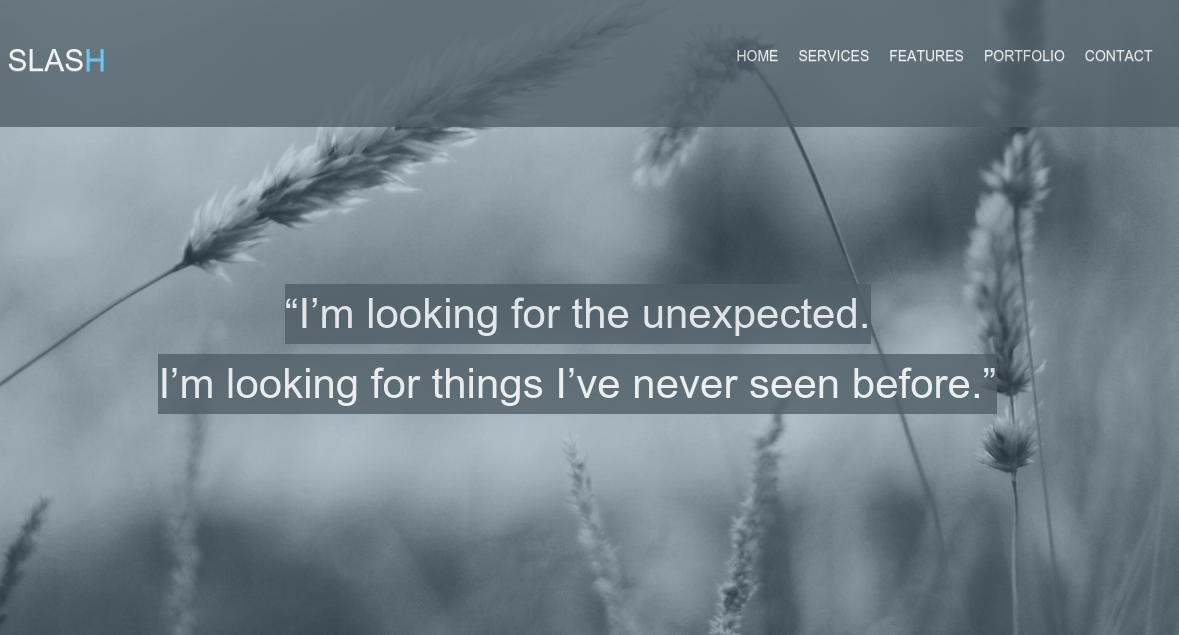 SLASH
HOME SERVICES FEATURES PORTFOLIO CONTACT
“I’m looking for the unexpected.
I’m looking for things I’ve never seen before.”